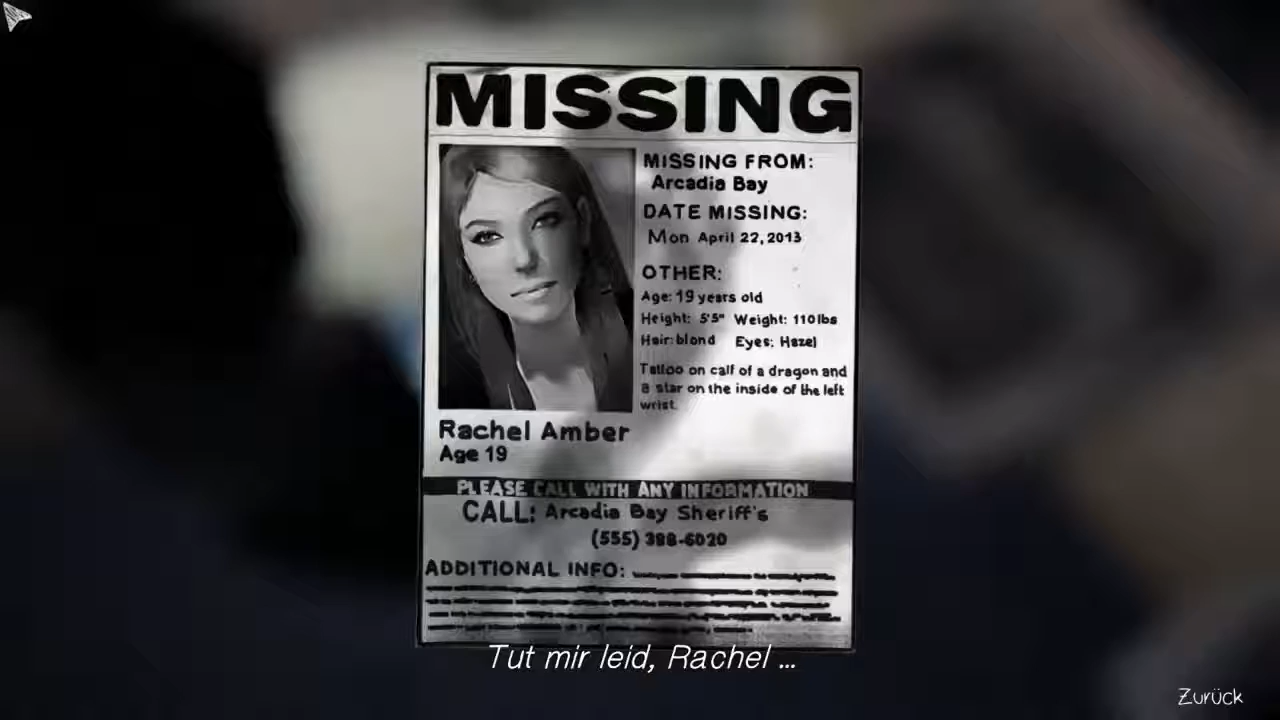 MISSING
MISSING FROM:
Arcadia Bay
DATE MISSING:
Mon April 22, 2013
OTHER:
Age: 19 years old
Height: 5'5" Weight: 110 lbs
Hair: blond Eyes: Hazel
Tattoo on calf of a dragon and
a star on the inside of the left
wrist.
Rachel Amber
Age 19
PLEASE CALL WITH ANY INFORMATION
CALL: Arcadia Bay Sheriff's
(555) 388-6020
ADDITIONAL INFO:
Tut mir leid, Rachel ...
Zurück